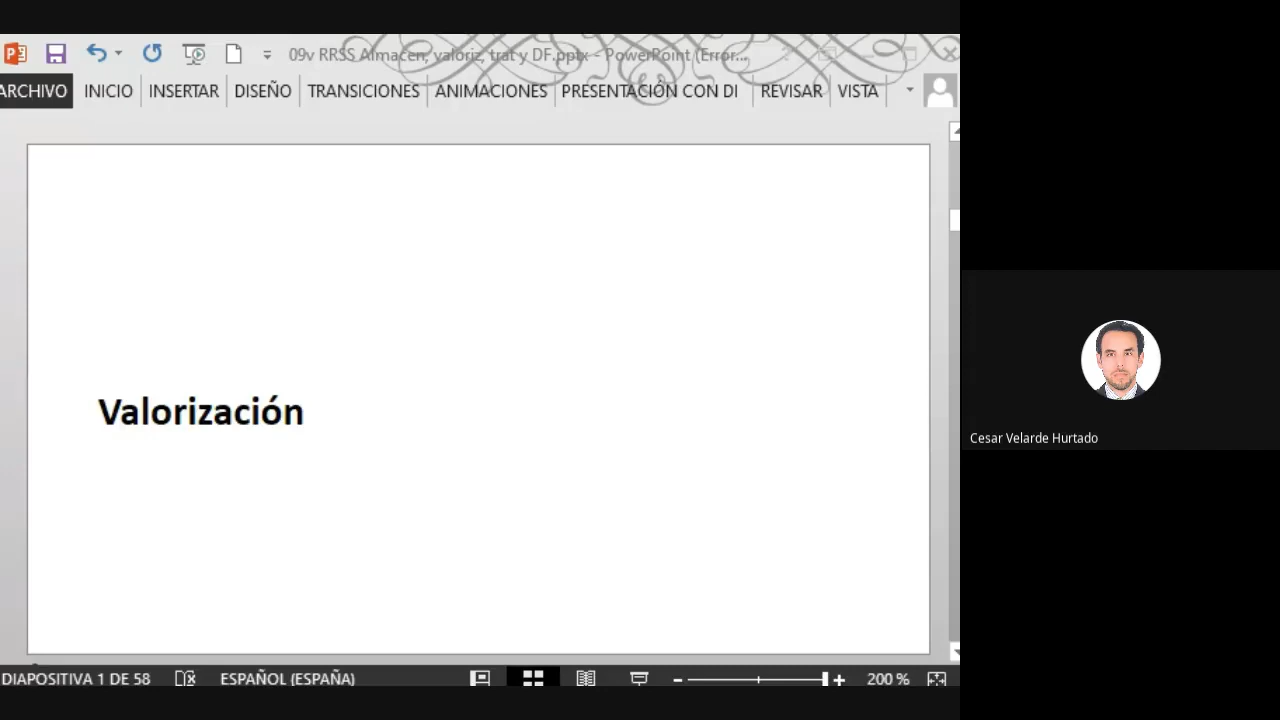 09v RRSS Almacen, valoriz, trat y DF.pptx - PowerPoint (Error...
ARCHIVO INICIO INSERTAR DISEÑO TRANSICIONES ANIMACIONES PRESENTACIÓN CON DI REVISAR VISTA
Valorización
Cesar Velarde Hurtado
DIAPOSITIVA 1 DE 58 ESPAÑOL (ESPAÑA) 200 %